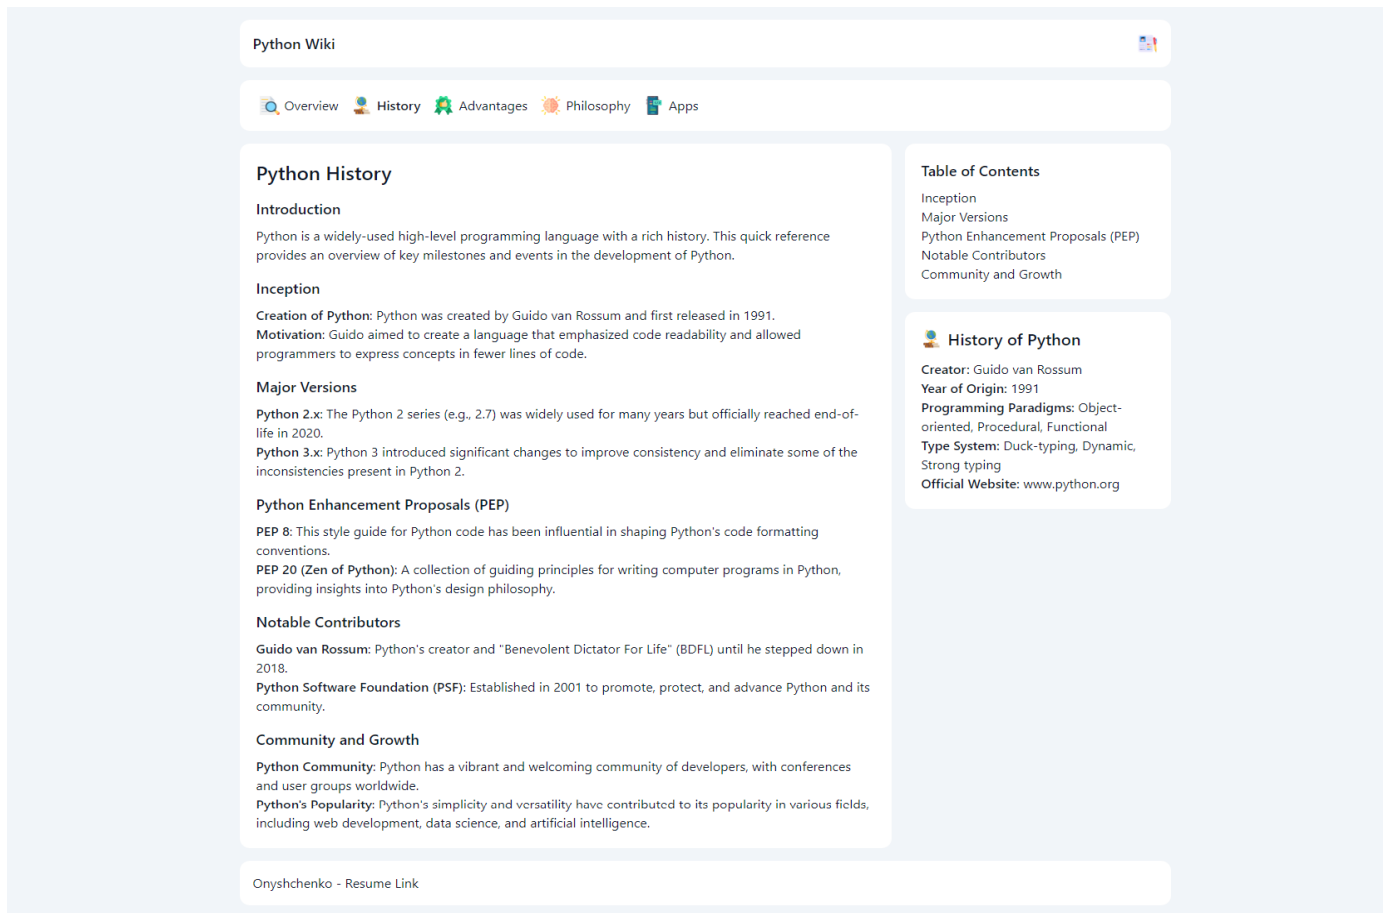 Python Wiki
Overview History Advantages Philosophy Apps
Python History
Introduction
Python is a widely-used high-level programming language with a rich history. This quick reference
provides an overview of key milestones and events in the development of Python.
Inception
Creation of Python: Python was created by Guido van Rossum and first released in 1991.
Motivation: Guido aimed to create a language that emphasized code readability and allowed
programmers to express concepts in fewer lines of code.
Major Versions
Python 2.x: The Python 2 series (e.g., 2.7) was widely used for many years but officially reached end-of-
life in 2020.
Python 3.x: Python 3 introduced significant changes to improve consistency and eliminate some of the
inconsistencies present in Python 2.
Python Enhancement Proposals (PEP)
PEP 8: This style guide for Python code has been influential in shaping Python's code formatting
conventions.
PEP 20 (Zen of Python): A collection of guiding principles for writing computer programs in Python,
providing insights into Python's design philosophy.
Notable Contributors
Guido van Rossum: Python's creator and "Benevolent Dictator For Life" (BDFL) until he stepped down in
2018.
Python Software Foundation (PSF): Established in 2001 to promote, protect, and advance Python and its
community.
Community and Growth
Python Community: Python has a vibrant and welcoming community of developers, with conferences
and user groups worldwide.
Python's Popularity: Python's simplicity and versatility have contributed to its popularity in various fields,
including web development, data science, and artificial intelligence.
Table of Contents
Inception
Major Versions
Python Enhancement Proposals (PEP)
Notable Contributors
Community and Growth
History of Python
Creator: Guido van Rossum
Year of Origin: 1991
Programming Paradigms: Object-
oriented, Procedural, Functional
Type System: Duck-typing, Dynamic,
Strong typing
Official Website: www.python.org
Onyshchenko - Resume Link